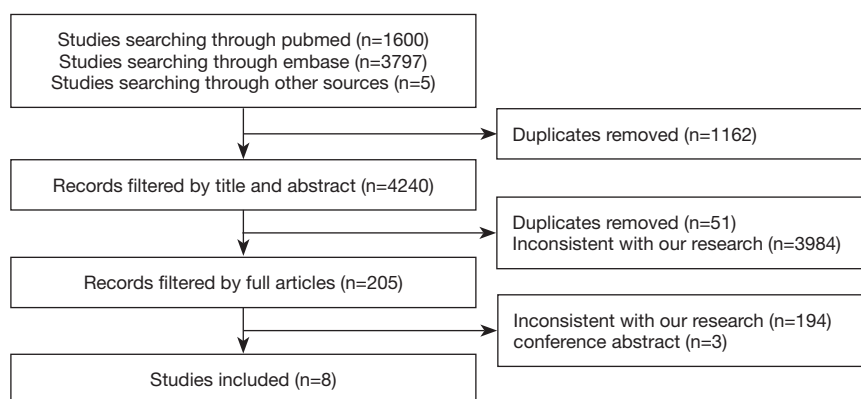 Studies searching through pubmed (n=1600)
Studies searching through embase (n=3797)
Studies searching through other sources (n=5)
Duplicates removed (n=1162)
Records filtered by title and abstract (n=4240)
Duplicates removed (n=51)
Inconsistent with our research (n=3984)
Records filtered by full articles (n=205)
Inconsistent with our research (n=194)
conference abstract (n=3)
Studies included (n=8)